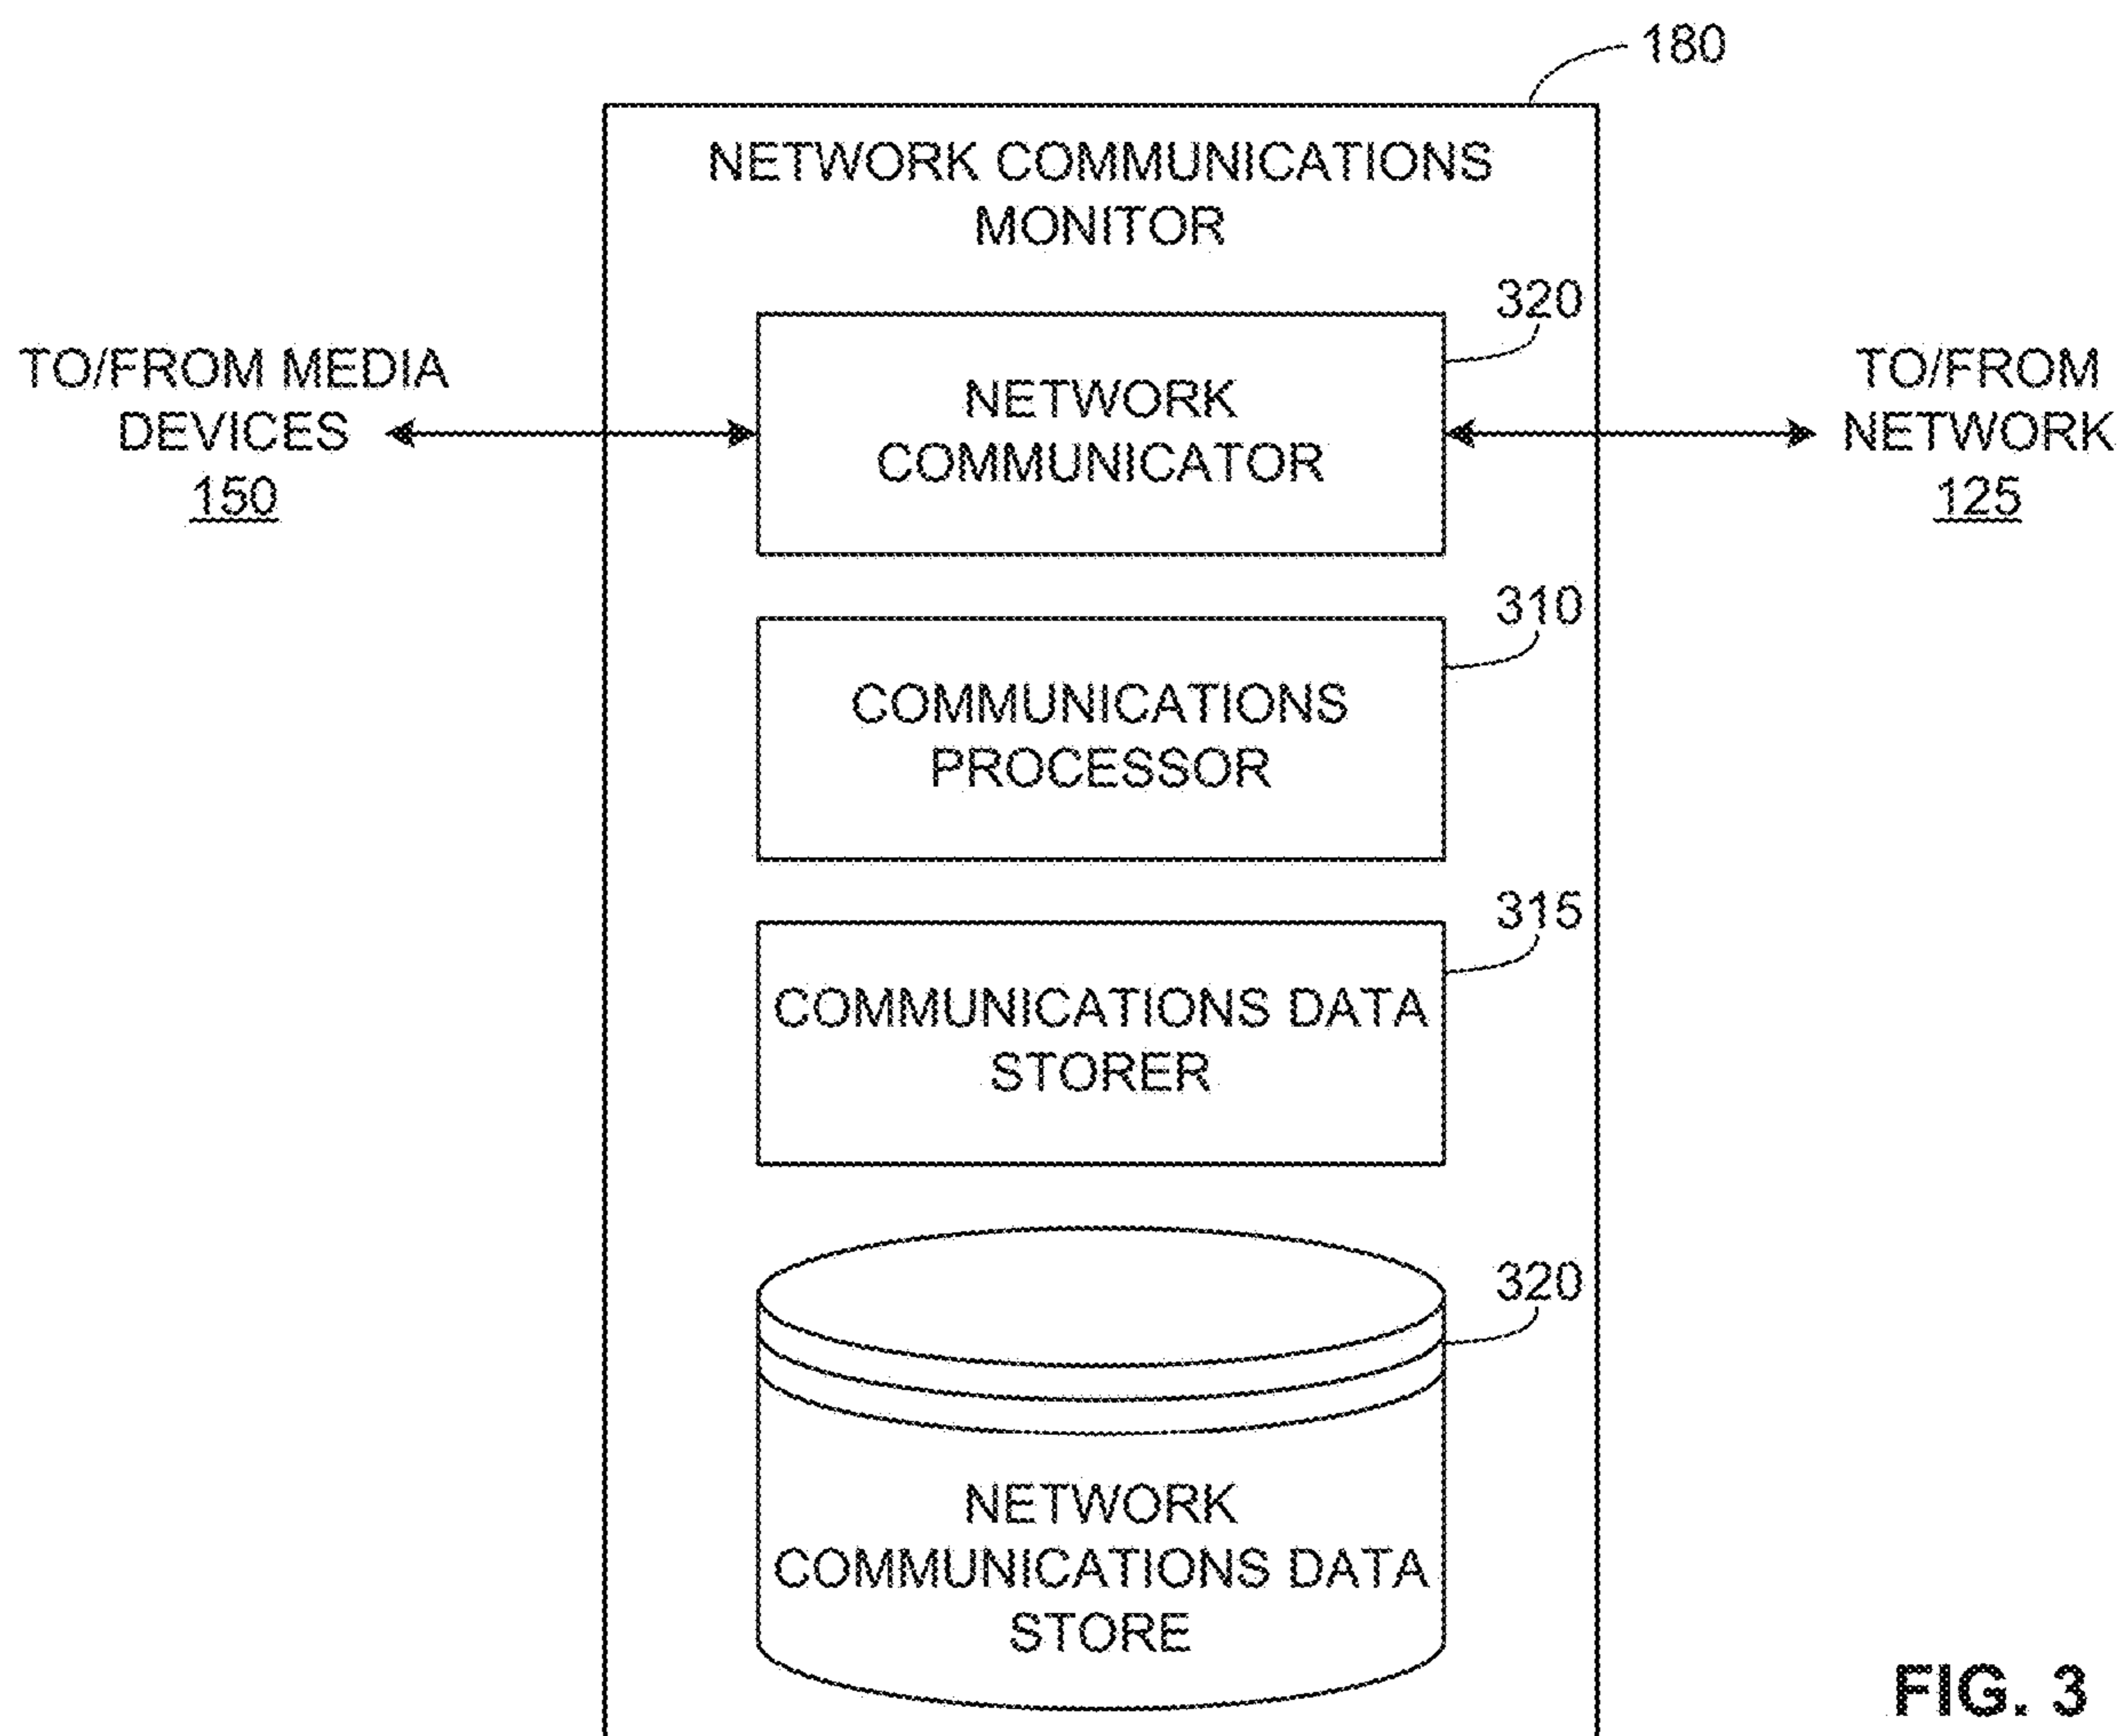 180
NETWORK COMMUNICATIONS
MONITOR
320
TO/FROM MEDIA
DEVICES
150
NETWORK
COMMUNICATOR
TO/FROM
NETWORK
125
310
COMMUNICATIONS
PROCESSOR
315
COMMUNICATIONS DATA
STORER
320
NETWORK
COMMUNICATIONS DATA
STORE
FIG. 3